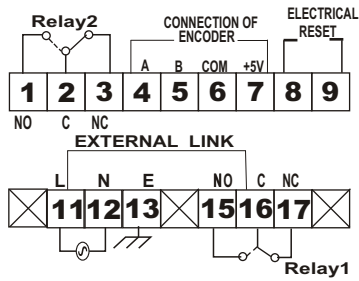 Relay2
CONNECTION OF
ENCODER
ELECTRICAL
RESET
A B COM +5V
1 2 3 4 5 6 7 8 9
NO C NC
EXTERNAL LINK
L N E NO C NC
11 12 13 15 16 17
Relay1